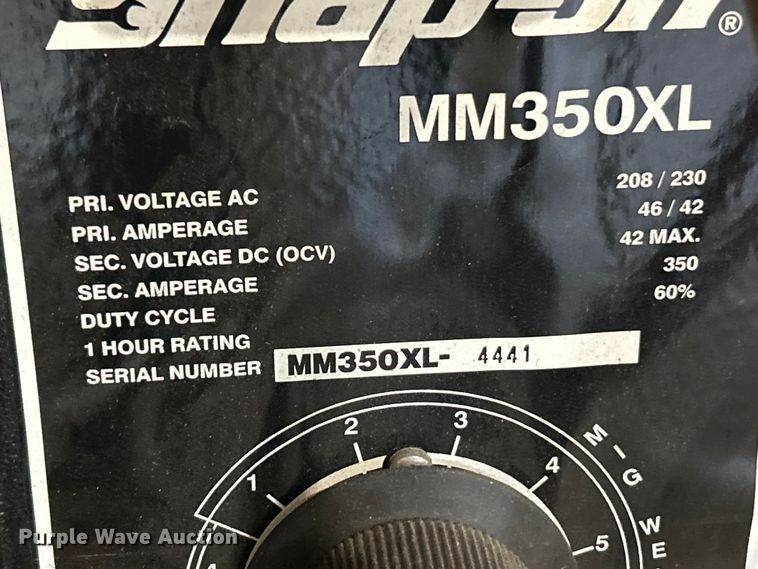 Snap-on®
MM350XL
PRI. VOLTAGE AC 208 / 230
PRI. AMPERAGE 46 / 42
SEC. VOLTAGE DC (OCV) 42 MAX.
SEC. AMPERAGE 350
DUTY CYCLE 60%
1 HOUR RATING
SERIAL NUMBER MM350XL- 4441
1 2 3 4 5
MIG WE
Purple Wave Auction